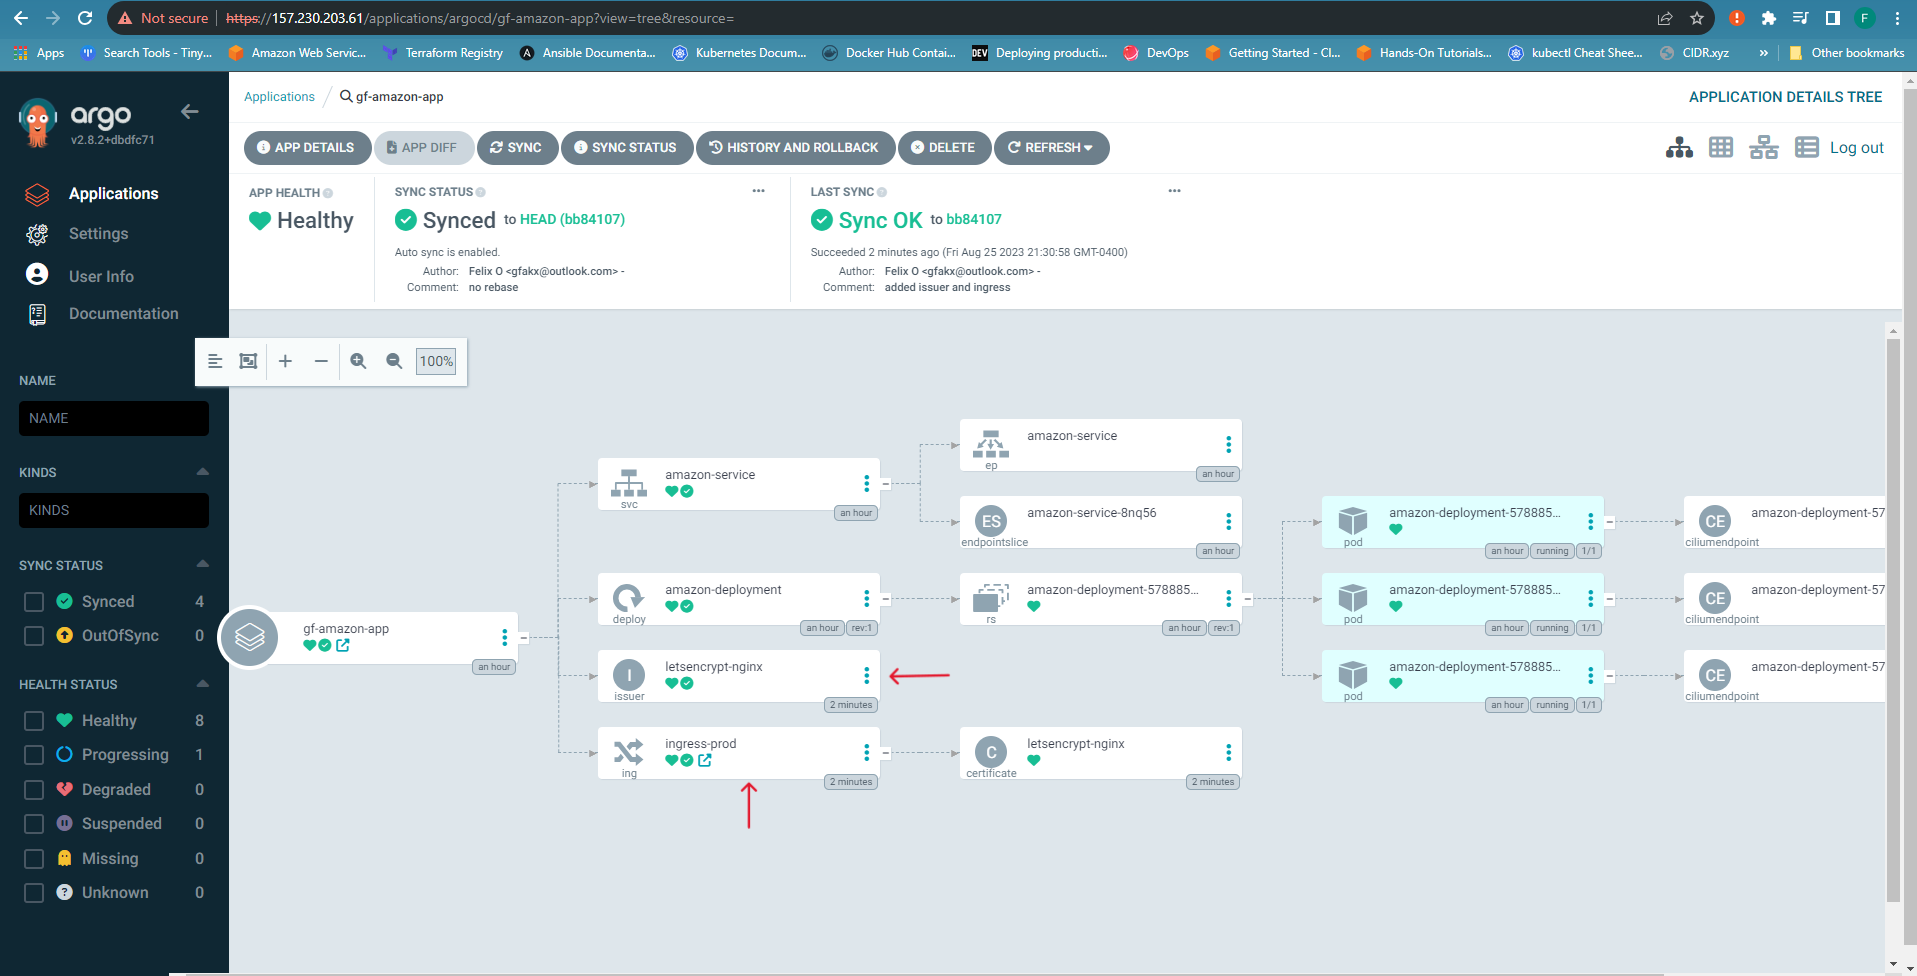 Not secure
https://157.230.203.61/applications/argocd/gf-amazon-app?view=tree&resource=
F
Apps
Search Tools - Tiny...
Amazon Web Servic...
Terraform Registry
Ansible Documenta...
Kubernetes Docum...
Docker Hub Contai...
DEV
Deploying producti...
DevOps
Getting Started - Cl...
Hands-On Tutorials...
kubectl Cheat Shee...
CIDR.xyz
»
Other bookmarks
argo
v2.8.2+dbdfc71
Applications
Settings
User Info
Documentation
NAME
NAME
KINDS
KINDS
SYNC STATUS
Synced 4
OutOfSync 0
HEALTH STATUS
Healthy 8
Progressing 1
Degraded 0
Suspended 0
Missing 0
Unknown 0
Applications / gf-amazon-app
APPLICATION DETAILS TREE
APP DETAILS
APP DIFF
SYNC
SYNC STATUS
HISTORY AND ROLLBACK
DELETE
REFRESH
Log out
APP HEALTH
Healthy
SYNC STATUS
Synced to HEAD (bb84107)
Auto sync is enabled.
Author: Felix O <gfakx@outlook.com> -
Comment: no rebase
LAST SYNC
Sync OK to bb84107
Succeeded 2 minutes ago (Fri Aug 25 2023 21:30:58 GMT-0400)
Author: Felix O <gfakx@outlook.com> -
Comment: added issuer and ingress
100%
gf-amazon-app
an hour
amazon-service
svc
an hour
amazon-deployment
deploy
an hour
rev:1
I
letsencrypt-nginx
issuer
2 minutes
ingress-prod
ing
2 minutes
amazon-service
ep
an hour
ES
amazon-service-8nq56
endpointslice
an hour
amazon-deployment-578885...
rs
an hour
rev:1
C
letsencrypt-nginx
certificate
2 minutes
amazon-deployment-578885...
pod
an hour
running
1/1
amazon-deployment-578885...
pod
an hour
running
1/1
amazon-deployment-578885...
pod
an hour
running
1/1
CE
amazon-deployment-57
ciliumendpoint
CE
amazon-deployment-57
ciliumendpoint
CE
amazon-deployment-57
ciliumendpoint